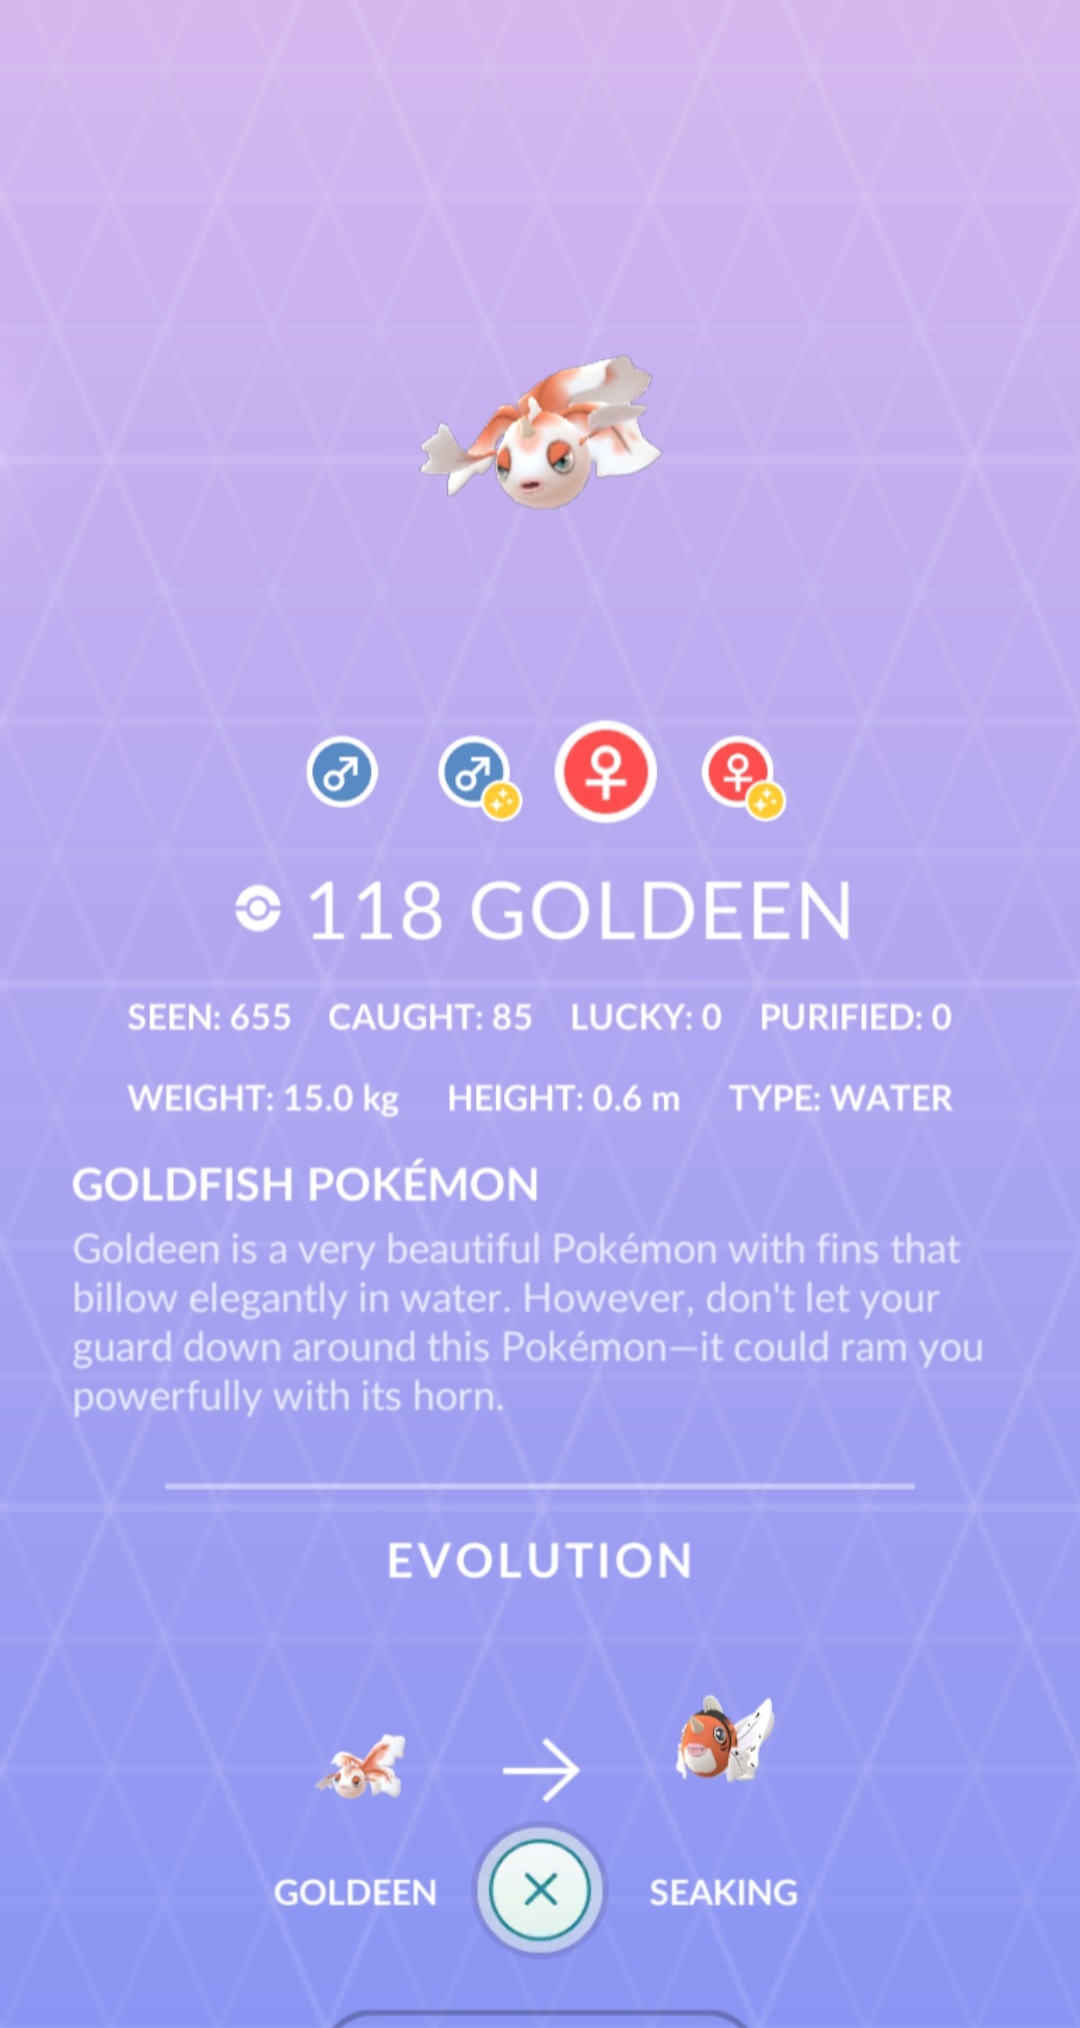 118 GOLDEEN
SEEN: 655 CAUGHT: 85 LUCKY: 0 PURIFIED: 0
WEIGHT: 15.0 kg HEIGHT: 0.6 m TYPE: WATER
GOLDFISH POKÉMON
Goldeen is a very beautiful Pokémon with fins that
billow elegantly in water. However, don't let your
guard down around this Pokémon—it could ram you
powerfully with its horn.
EVOLUTION
GOLDEEN SEAKING